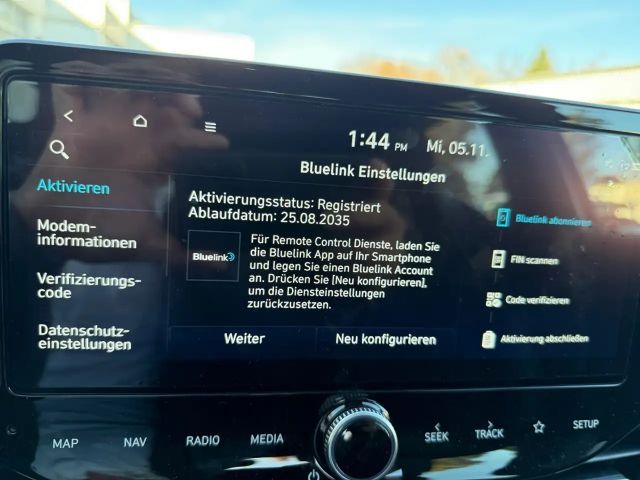 1:44 PM Mi, 05.11.
Bluelink Einstellungen
Aktivieren
Modem-
informationen
Verifizierungs-
code
Datenschutz-
einstellungen
Aktivierungsstatus: Registriert
Ablaufdatum: 25.08.2035
Bluelink
Für Remote Control Dienste, laden Sie
die Bluelink App auf Ihr Smartphone
und legen Sie einen Bluelink Account
an. Drücken Sie [Neu konfigurieren],
um die Diensteinstellungen
zurückzusetzen.
Weiter
Neu konfigurieren
Bluelink abonnieren
FIN scannen
Code verifizieren
Aktivierung abschließen
MAP NAV RADIO MEDIA SEEK TRACK SETUP